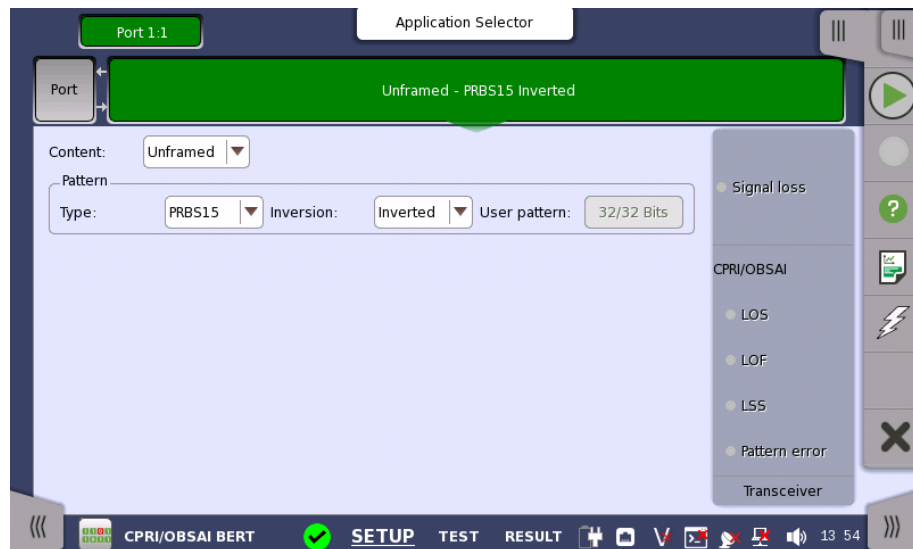 Application Selector
Port 1:1
Port
Unframed - PRBS15 Inverted
Content: Unframed
Pattern
Type: PRBS15 Inversion: Inverted User pattern: 32/32 Bits
Signal loss
CPRI/OBSAI
LOS
LOF
LSS
Pattern error
Transceiver
CPRI/OBSAI BERT SETUP TEST RESULT 13 54